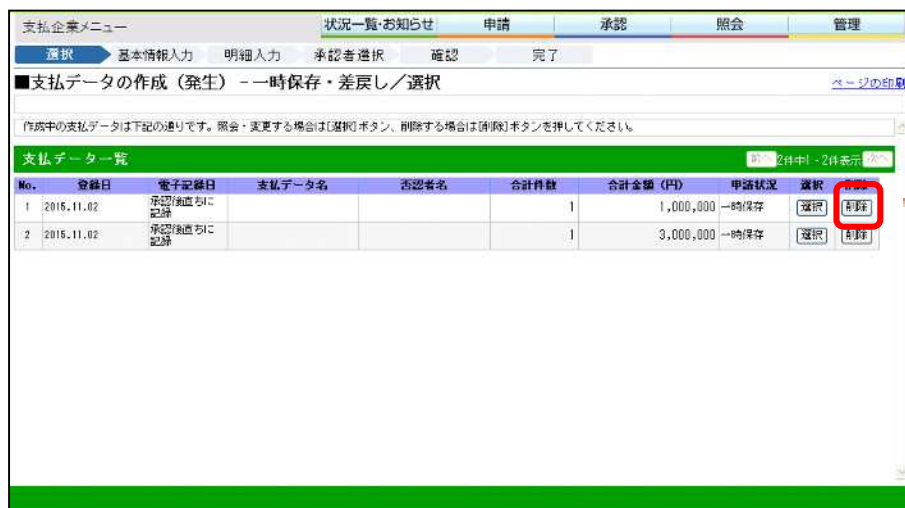 支払企業メニュー 状況一覧・お知らせ 申請 承認 照会 管理
選択 基本情報入力 明細入力 承認者選択 確認 完了
■支払データの作成（発生）－一時保存・差戻し／選択 ページの印刷
作成中の支払データは下記の通りです。照会・変更する場合は[選択]ボタン、削除する場合は[削除]ボタンを押してください。
支払データ一覧 前へ 2件中1－2件表示 次へ
No. 登録日 電子記録日 支払データ名 否認者名 合計件数 合計金額（円） 申請状況 選択 削除
1 2015.11.02 承認後直ちに記録 1 1,000,000 一時保存 選択 削除
2 2015.11.02 承認後直ちに記録 1 3,000,000 一時保存 選択 削除